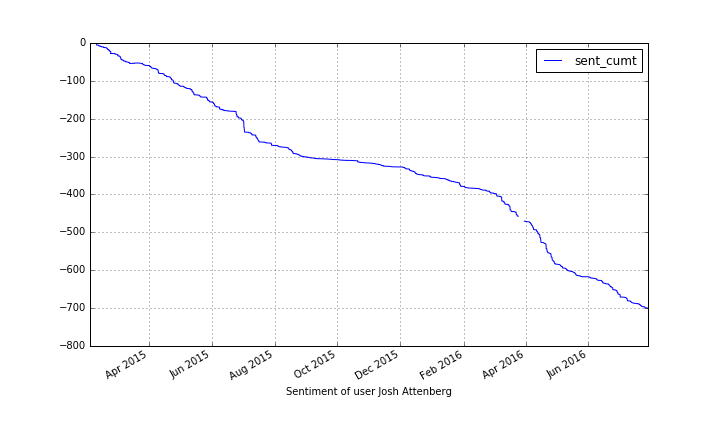 sent_cumt
0
−100
−200
−300
−400
−500
−600
−700
−800
Apr 2015
Jun 2015
Aug 2015
Oct 2015
Dec 2015
Feb 2016
Apr 2016
Jun 2016
Sentiment of user Josh Attenberg